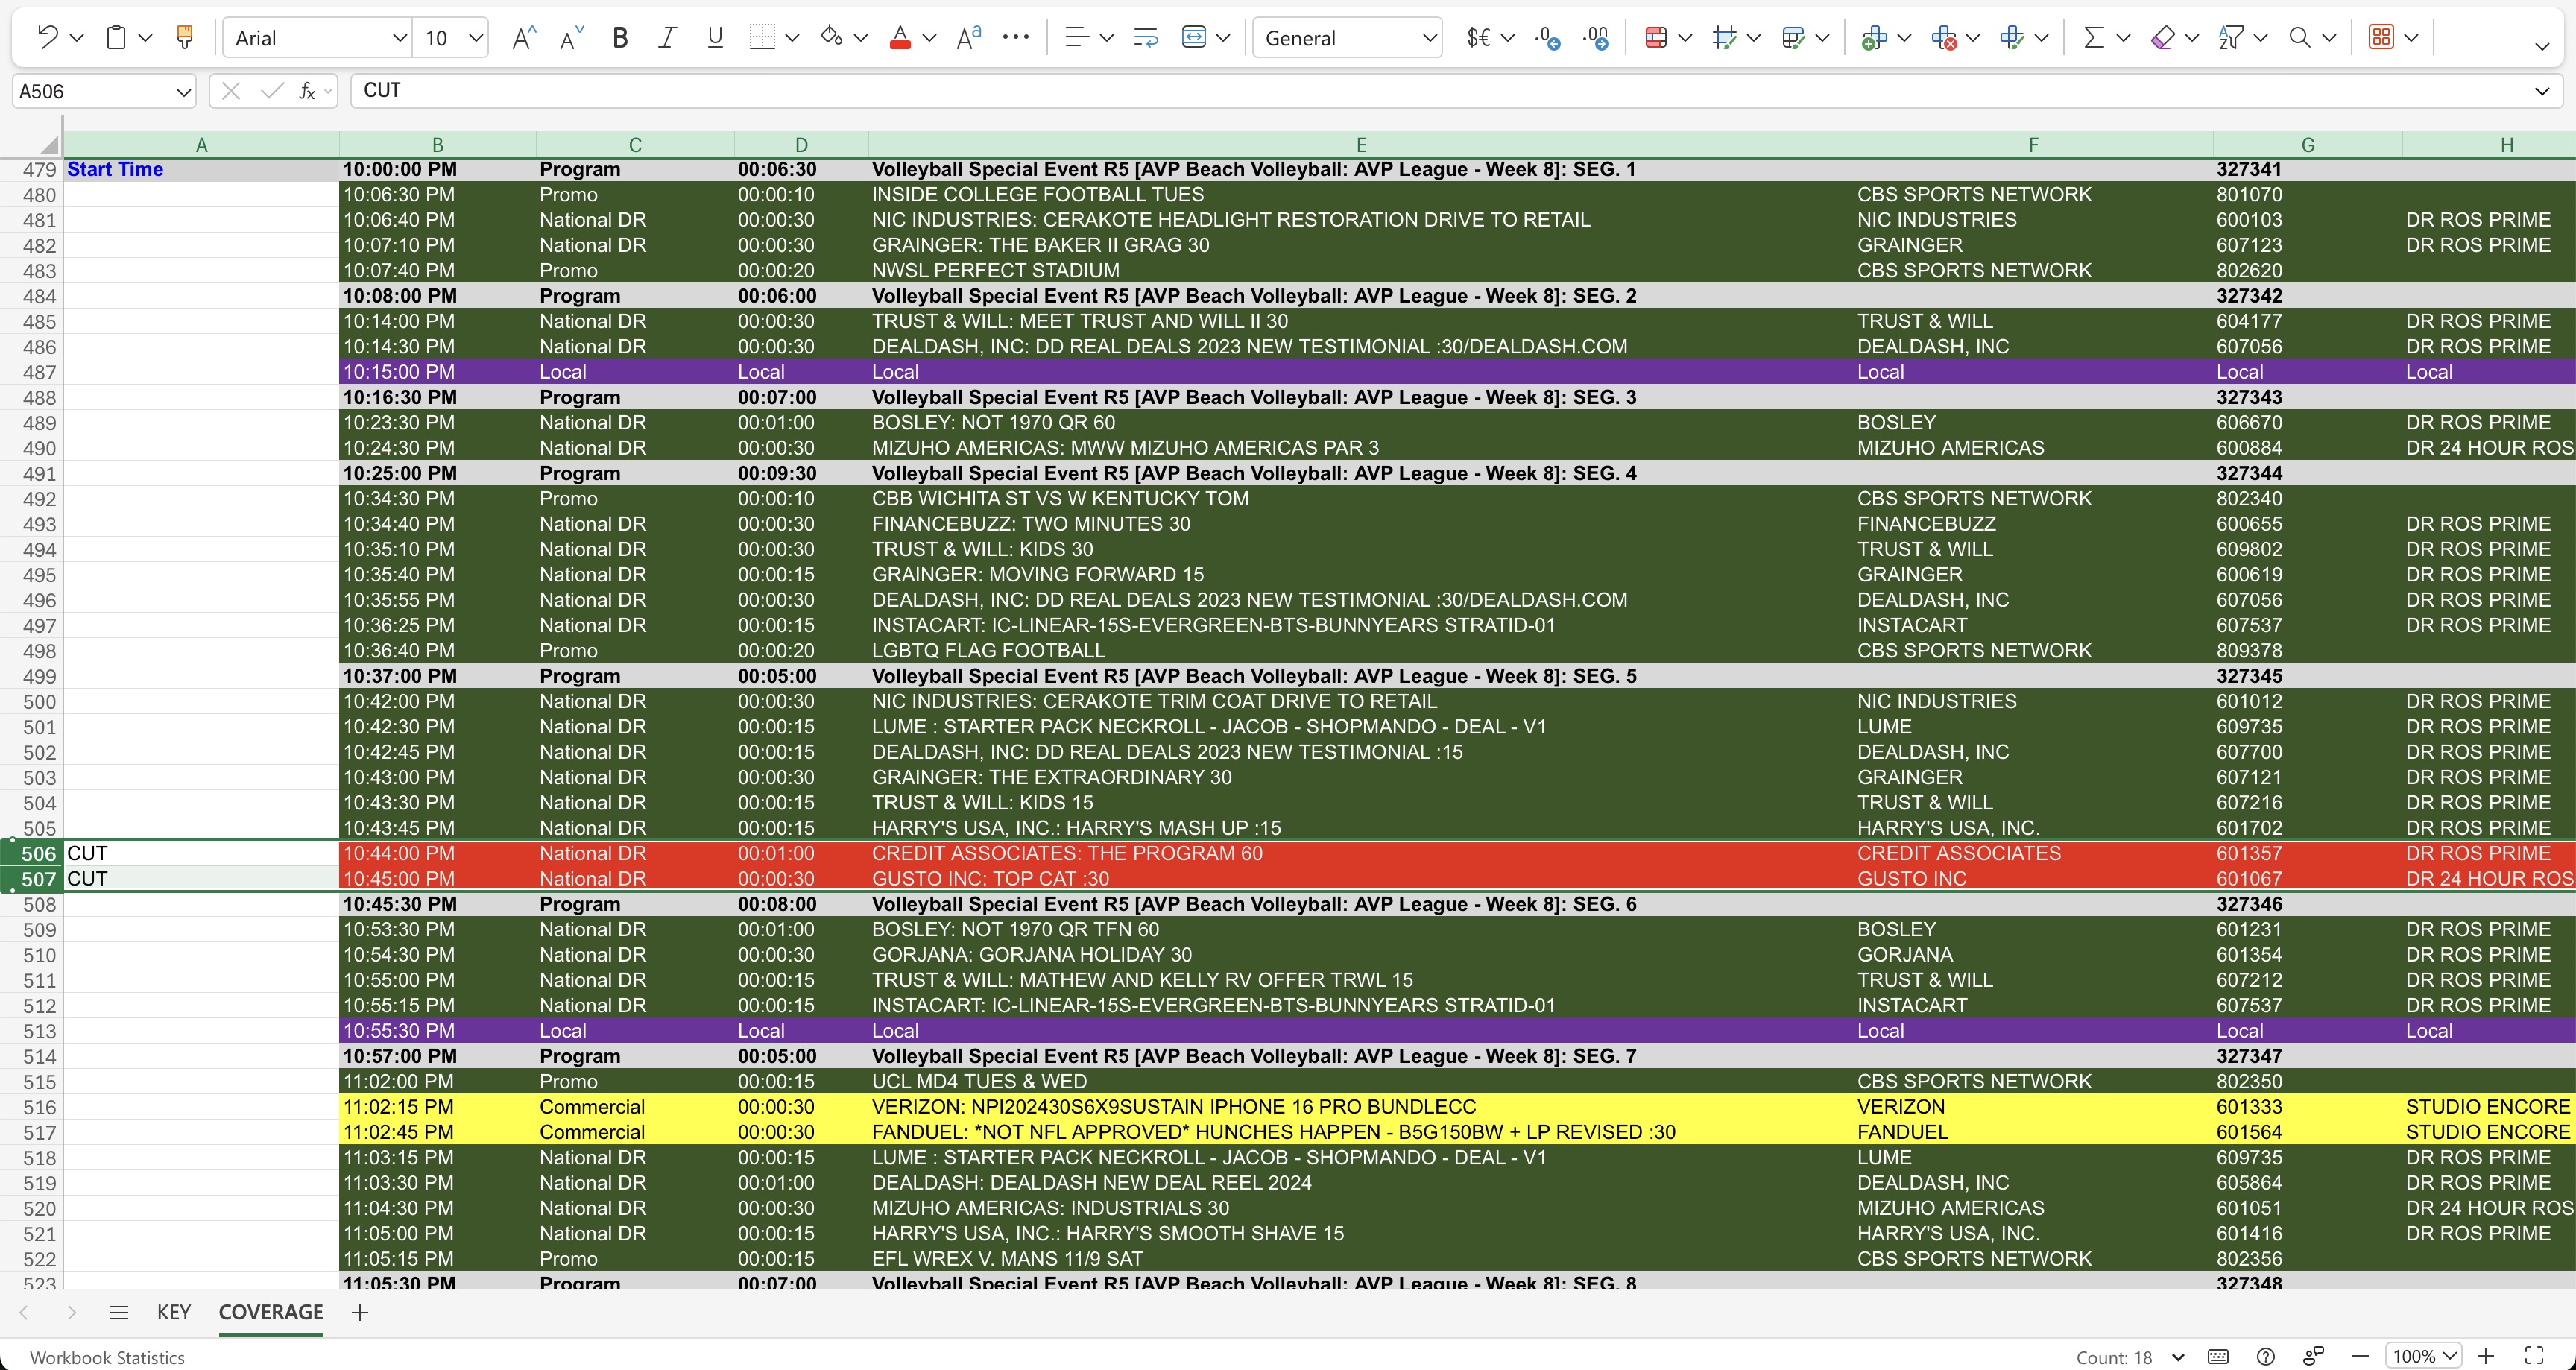 Arial 10 B I U General
A506 fx CUT
A B C D E F G H
479 Start Time 10:00:00 PM Program 00:06:30 Volleyball Special Event R5 [AVP Beach Volleyball: AVP League - Week 8]: SEG. 1 327341
480 10:06:30 PM Promo 00:00:10 INSIDE COLLEGE FOOTBALL TUES CBS SPORTS NETWORK 801070
481 10:06:40 PM National DR 00:00:30 NIC INDUSTRIES: CERAKOTE HEADLIGHT RESTORATION DRIVE TO RETAIL NIC INDUSTRIES 600103 DR ROS PRIME
482 10:07:10 PM National DR 00:00:30 GRAINGER: THE BAKER II GRAG 30 GRAINGER 607123 DR ROS PRIME
483 10:07:40 PM Promo 00:00:20 NWSL PERFECT STADIUM CBS SPORTS NETWORK 802620
484 10:08:00 PM Program 00:06:00 Volleyball Special Event R5 [AVP Beach Volleyball: AVP League - Week 8]: SEG. 2 327342
485 10:14:00 PM National DR 00:00:30 TRUST & WILL: MEET TRUST AND WILL II 30 TRUST & WILL 604177 DR ROS PRIME
486 10:14:30 PM National DR 00:00:30 DEALDASH, INC: DD REAL DEALS 2023 NEW TESTIMONIAL :30/DEALDASH.COM DEALDASH, INC 607056 DR ROS PRIME
487 10:15:00 PM Local Local Local Local Local Local
488 10:16:30 PM Program 00:07:00 Volleyball Special Event R5 [AVP Beach Volleyball: AVP League - Week 8]: SEG. 3 327343
489 10:23:30 PM National DR 00:01:00 BOSLEY: NOT 1970 QR 60 BOSLEY 606670 DR ROS PRIME
490 10:24:30 PM National DR 00:00:30 MIZUHO AMERICAS: MWW MIZUHO AMERICAS PAR 3 MIZUHO AMERICAS 600884 DR 24 HOUR ROS
491 10:25:00 PM Program 00:09:30 Volleyball Special Event R5 [AVP Beach Volleyball: AVP League - Week 8]: SEG. 4 327344
492 10:34:30 PM Promo 00:00:10 CBB WICHITA ST VS W KENTUCKY TOM CBS SPORTS NETWORK 802340
493 10:34:40 PM National DR 00:00:30 FINANCEBUZZ: TWO MINUTES 30 FINANCEBUZZ 600655 DR ROS PRIME
494 10:35:10 PM National DR 00:00:30 TRUST & WILL: KIDS 30 TRUST & WILL 609802 DR ROS PRIME
495 10:35:40 PM National DR 00:00:15 GRAINGER: MOVING FORWARD 15 GRAINGER 600619 DR ROS PRIME
496 10:35:55 PM National DR 00:00:30 DEALDASH, INC: DD REAL DEALS 2023 NEW TESTIMONIAL :30/DEALDASH.COM DEALDASH, INC 607056 DR ROS PRIME
497 10:36:25 PM National DR 00:00:15 INSTACART: IC-LINEAR-15S-EVERGREEN-BTS-BUNNYEARS STRATID-01 INSTACART 607537 DR ROS PRIME
498 10:36:40 PM Promo 00:00:20 LGBTQ FLAG FOOTBALL CBS SPORTS NETWORK 809378
499 10:37:00 PM Program 00:05:00 Volleyball Special Event R5 [AVP Beach Volleyball: AVP League - Week 8]: SEG. 5 327345
500 10:42:00 PM National DR 00:00:30 NIC INDUSTRIES: CERAKOTE TRIM COAT DRIVE TO RETAIL NIC INDUSTRIES 601012 DR ROS PRIME
501 10:42:30 PM National DR 00:00:15 LUME : STARTER PACK NECKROLL - JACOB - SHOPMANDO - DEAL - V1 LUME 609735 DR ROS PRIME
502 10:42:45 PM National DR 00:00:15 DEALDASH, INC: DD REAL DEALS 2023 NEW TESTIMONIAL :15 DEALDASH, INC 607700 DR ROS PRIME
503 10:43:00 PM National DR 00:00:30 GRAINGER: THE EXTRAORDINARY 30 GRAINGER 607121 DR ROS PRIME
504 10:43:30 PM National DR 00:00:15 TRUST & WILL: KIDS 15 TRUST & WILL 607216 DR ROS PRIME
505 10:43:45 PM National DR 00:00:15 HARRY'S USA, INC.: HARRY'S MASH UP :15 HARRY'S USA, INC. 601702 DR ROS PRIME
506 CUT 10:44:00 PM National DR 00:01:00 CREDIT ASSOCIATES: THE PROGRAM 60 CREDIT ASSOCIATES 601357 DR ROS PRIME
507 CUT 10:45:00 PM National DR 00:00:30 GUSTO INC: TOP CAT :30 GUSTO INC 601067 DR 24 HOUR ROS
508 10:45:30 PM Program 00:08:00 Volleyball Special Event R5 [AVP Beach Volleyball: AVP League - Week 8]: SEG. 6 327346
509 10:53:30 PM National DR 00:01:00 BOSLEY: NOT 1970 QR TFN 60 BOSLEY 601231 DR ROS PRIME
510 10:54:30 PM National DR 00:00:30 GORJANA: GORJANA HOLIDAY 30 GORJANA 601354 DR ROS PRIME
511 10:55:00 PM National DR 00:00:15 TRUST & WILL: MATHEW AND KELLY RV OFFER TRWL 15 TRUST & WILL 607212 DR ROS PRIME
512 10:55:15 PM National DR 00:00:15 INSTACART: IC-LINEAR-15S-EVERGREEN-BTS-BUNNYEARS STRATID-01 INSTACART 607537 DR ROS PRIME
513 10:55:30 PM Local Local Local Local Local Local
514 10:57:00 PM Program 00:05:00 Volleyball Special Event R5 [AVP Beach Volleyball: AVP League - Week 8]: SEG. 7 327347
515 11:02:00 PM Promo 00:00:15 UCL MD4 TUES & WED CBS SPORTS NETWORK 802350
516 11:02:15 PM Commercial 00:00:30 VERIZON: NPI202430S6X9SUSTAIN IPHONE 16 PRO BUNDLECC VERIZON 601333 STUDIO ENCORE
517 11:02:45 PM Commercial 00:00:30 FANDUEL: *NOT NFL APPROVED* HUNCHES HAPPEN - B5G150BW + LP REVISED :30 FANDUEL 601564 STUDIO ENCORE
518 11:03:15 PM National DR 00:00:15 LUME : STARTER PACK NECKROLL - JACOB - SHOPMANDO - DEAL - V1 LUME 609735 DR ROS PRIME
519 11:03:30 PM National DR 00:01:00 DEALDASH: DEALDASH NEW DEAL REEL 2024 DEALDASH, INC 605864 DR ROS PRIME
520 11:04:30 PM National DR 00:00:30 MIZUHO AMERICAS: INDUSTRIALS 30 MIZUHO AMERICAS 601051 DR 24 HOUR ROS
521 11:05:00 PM National DR 00:00:15 HARRY'S USA, INC.: HARRY'S SMOOTH SHAVE 15 HARRY'S USA, INC. 601416 DR ROS PRIME
522 11:05:15 PM Promo 00:00:15 EFL WREX V. MANS 11/9 SAT CBS SPORTS NETWORK 802356
523 11:05:30 PM Program 00:07:00 Volleyball Special Event R5 [AVP Beach Volleyball: AVP League - Week 8]: SEG. 8 327348
KEY COVERAGE
Workbook Statistics Count: 18 100%